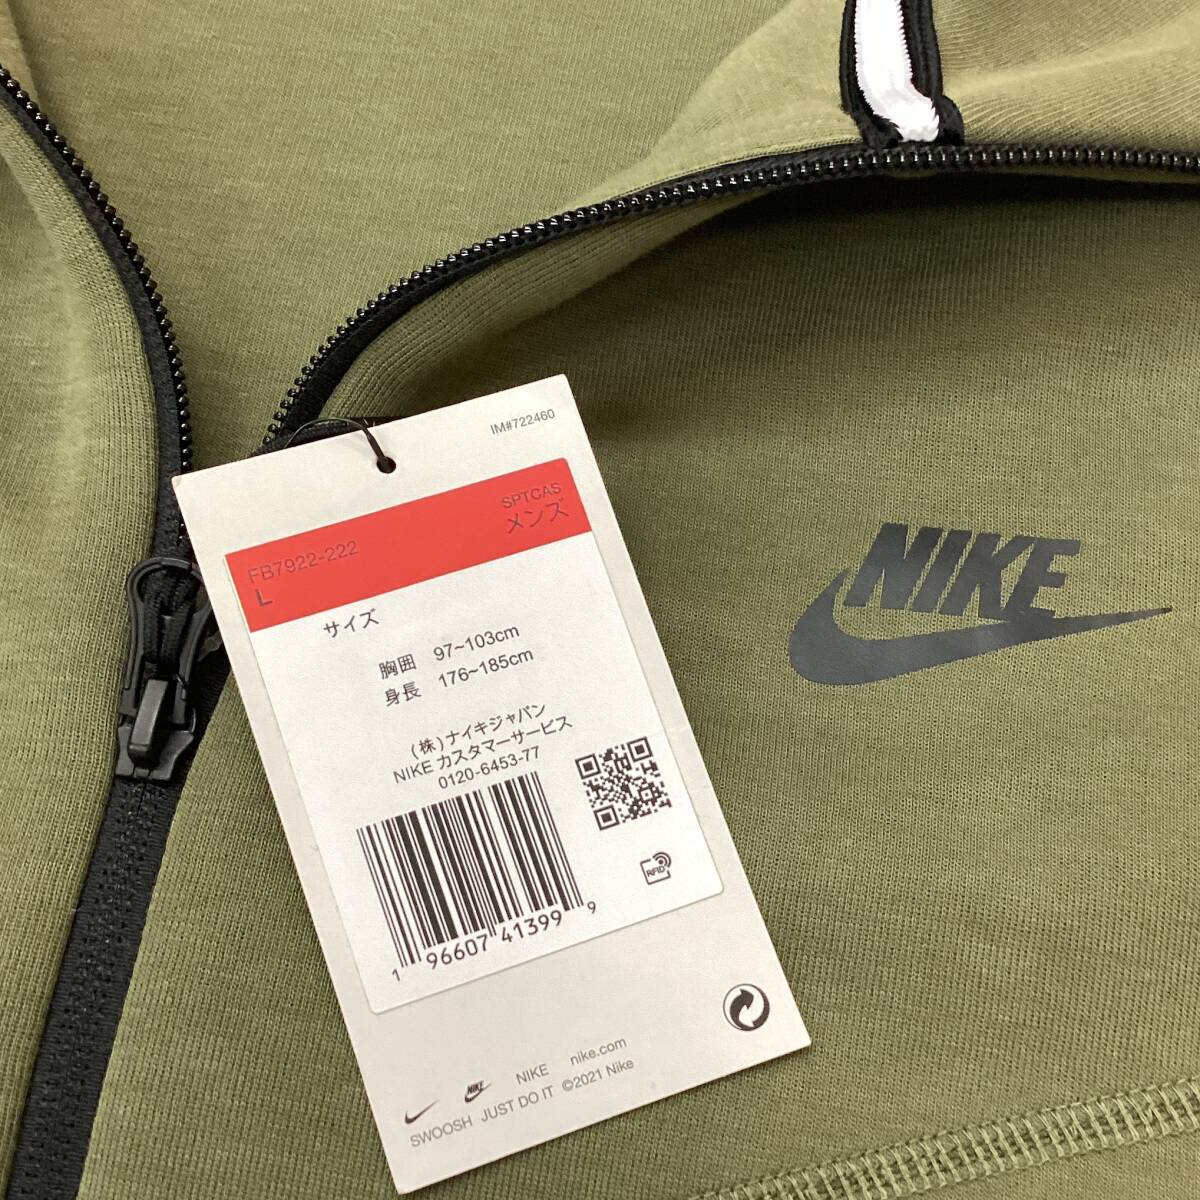 IM#722460
SPTCAS
FB7922-222 メンズ
L
サイズ
胸囲 97~103cm
身長 176~185cm
(株)ナイキジャパン
NIKE カスタマーサービス
0120-6453-77
RFID
1 96607 41399 9
NIKE nike.com
NIKE
SWOOSH JUST DO IT ©2021 Nike
NIKE